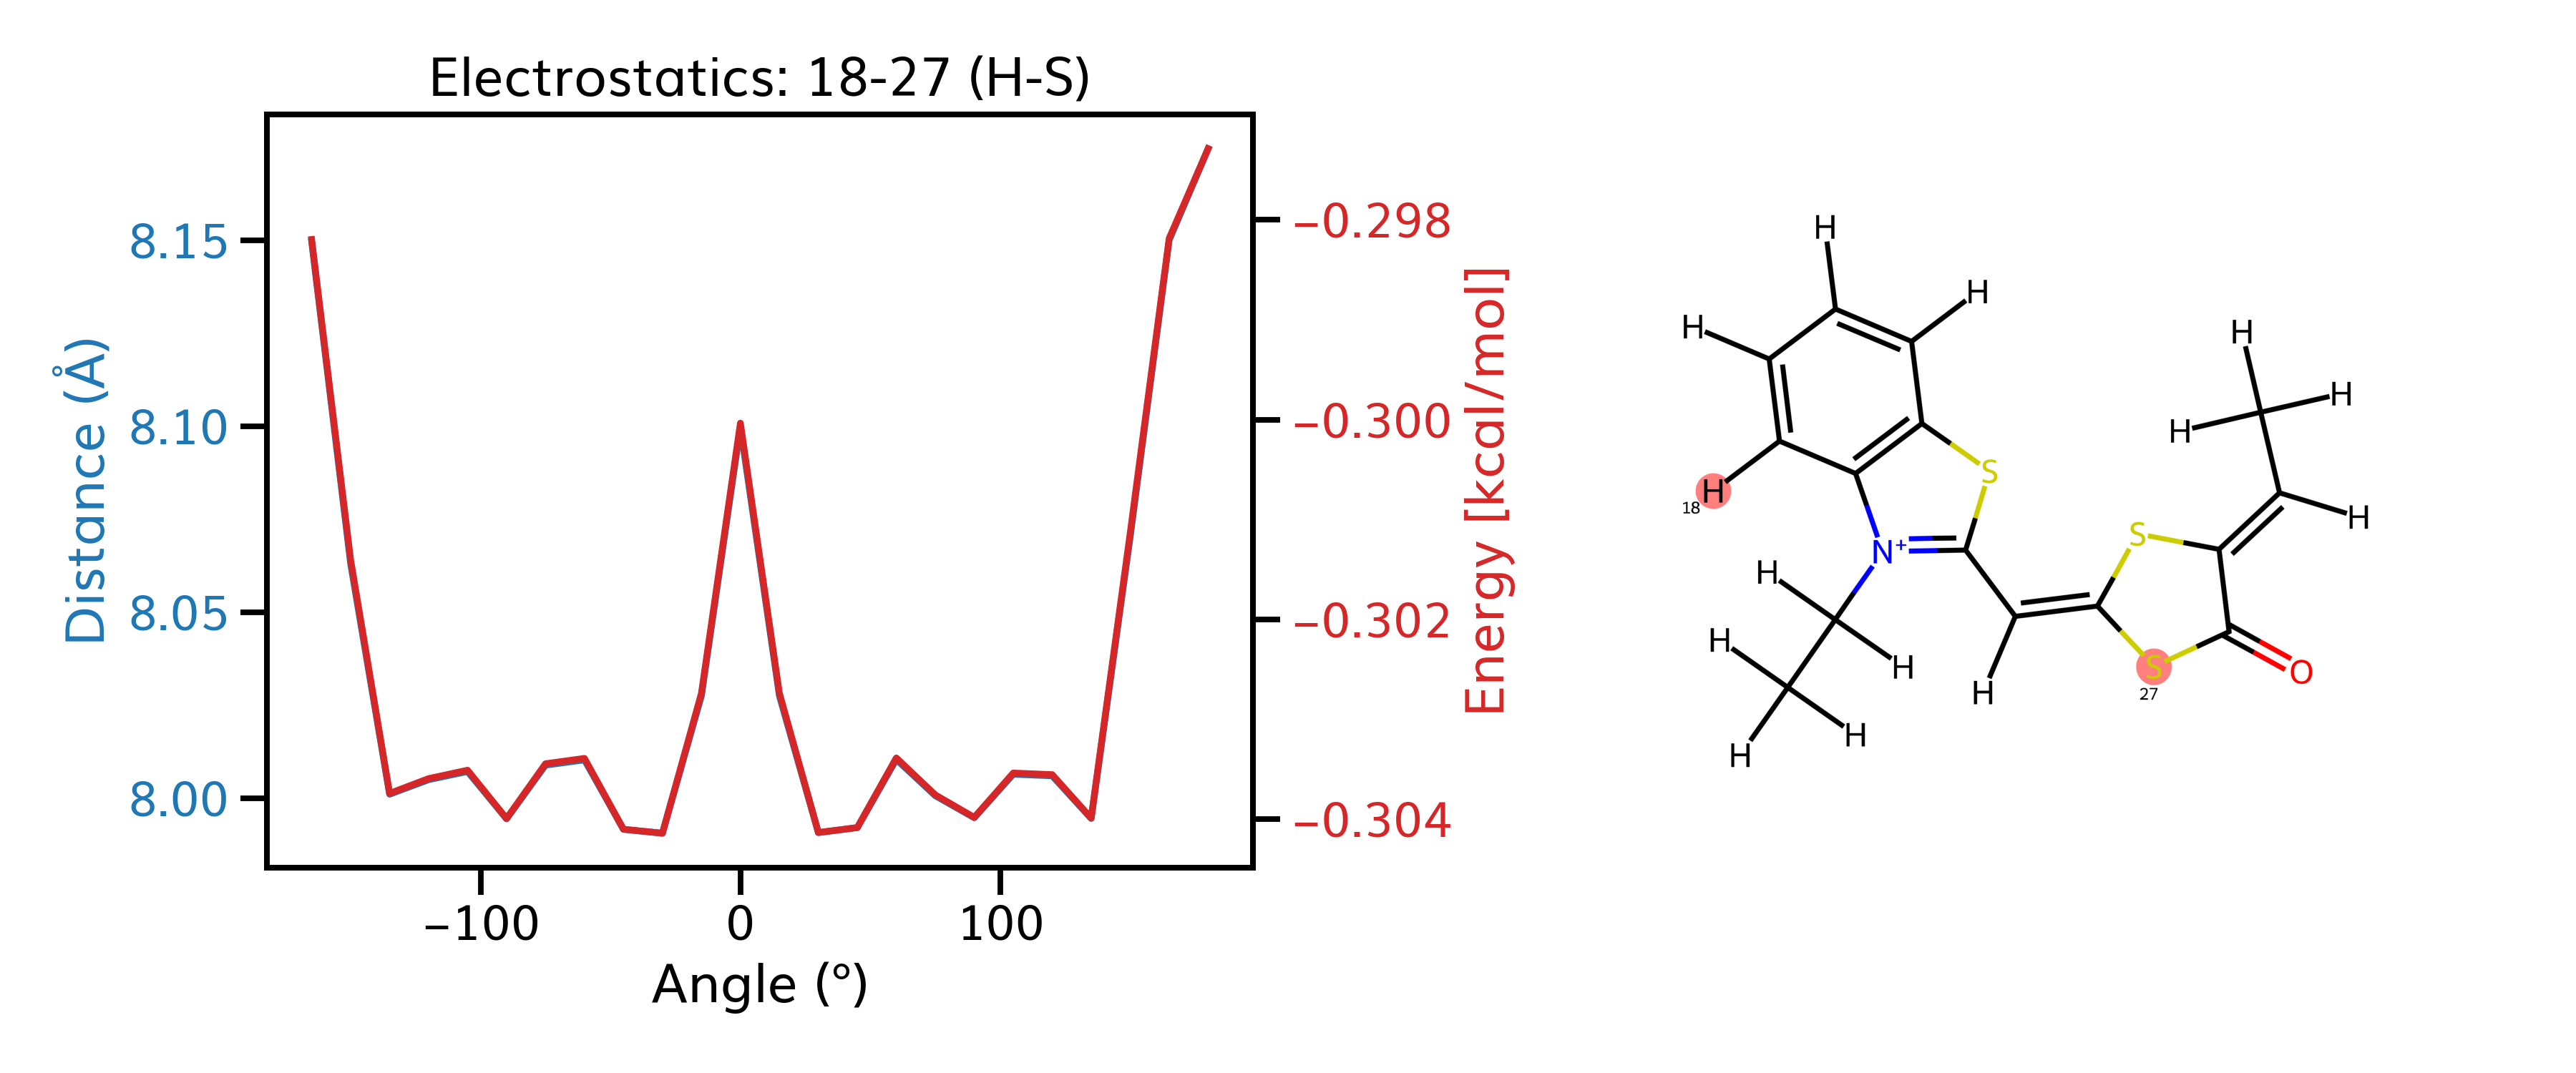 Electrostatics: 18-27 (H-S)
8.15
8.10
8.05
8.00
Distance (Å)
−0.298
−0.300
−0.302
−0.304
Energy [kcal/mol]
−100
0
100
Angle (°)
H
H
H
H
18
S
N+
H
H
H
H
H
H
S
S
27
O
H
H
H
H